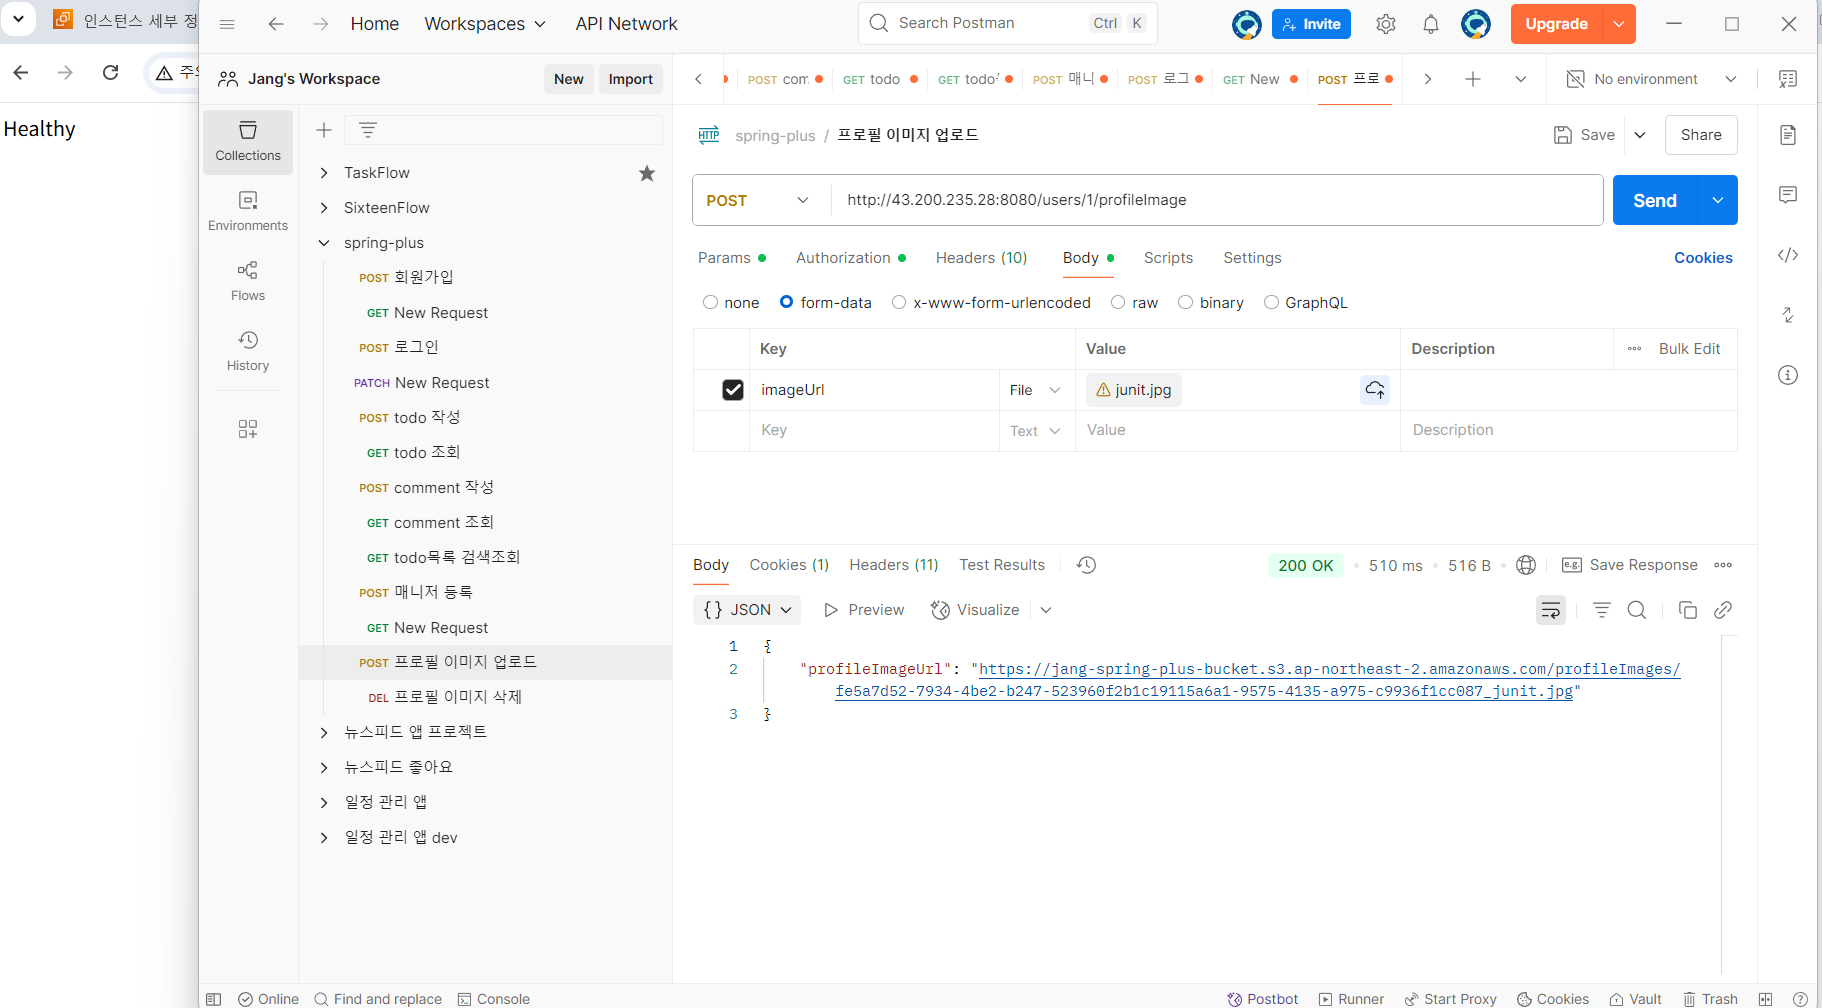 인스턴스 세부 정
Healthy
Home
Workspaces
API Network
Search Postman
Ctrl
K
Invite
Upgrade
Jang's Workspace
New
Import
POST com
GET todo
GET todo
POST 매니
POST 로그
GET New
POST 프로
No environment
Collections
Environments
Flows
History
TaskFlow
SixteenFlow
spring-plus
POST 회원가입
GET New Request
POST 로그인
PATCH New Request
POST todo 작성
GET todo 조회
POST comment 작성
GET comment 조회
GET todo목록 검색조회
POST 매니저 등록
GET New Request
POST 프로필 이미지 업로드
DEL 프로필 이미지 삭제
뉴스피드 앱 프로젝트
뉴스피드 좋아요
일정 관리 앱
일정 관리 앱 dev
HTTP
spring-plus / 프로필 이미지 업로드
Save
Share
POST
http://43.200.235.28:8080/users/1/profileImage
Send
Params
Authorization
Headers (10)
Body
Scripts
Settings
Cookies
none
form-data
x-www-form-urlencoded
raw
binary
GraphQL
Key
Value
Description
Bulk Edit
imageUrl
File
junit.jpg
Key
Text
Value
Description
Body
Cookies (1)
Headers (11)
Test Results
200 OK
510 ms
516 B
e.g.
Save Response
{} JSON
Preview
Visualize
1 {
2 "profileImageUrl": "https://jang-spring-plus-bucket.s3.ap-northeast-2.amazonaws.com/profileImages/
fe5a7d52-7934-4be2-b247-523960f2b1c19115a6a1-9575-4135-a975-c9936f1cc087_junit.jpg"
3 }
Online
Find and replace
Console
Postbot
Runner
Start Proxy
Cookies
Vault
Trash